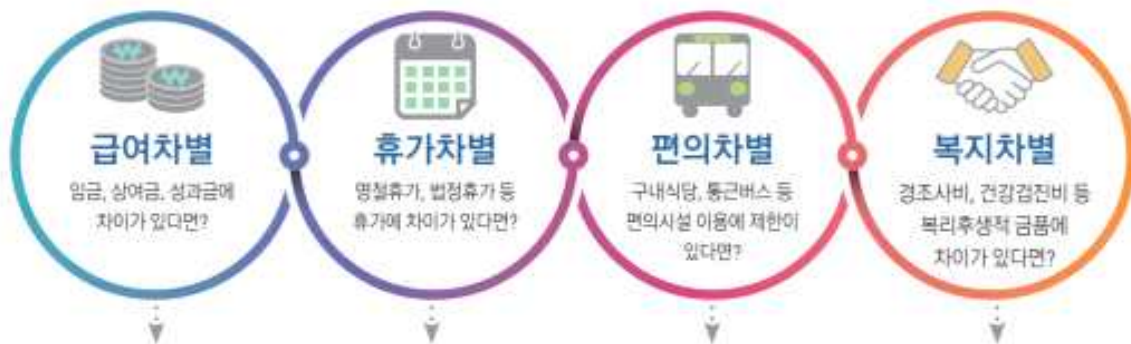 급여차별
임금, 상여금, 성과금에
차이가 있다면?
휴가차별
명절휴가, 법정휴가 등
휴가에 차이가 있다면?
편의차별
구내식당, 통근버스 등
편의시설 이용에 제한이
있다면?
복지차별
경조사비, 건강검진비 등
복리후생적 금품에
차이가 있다면?